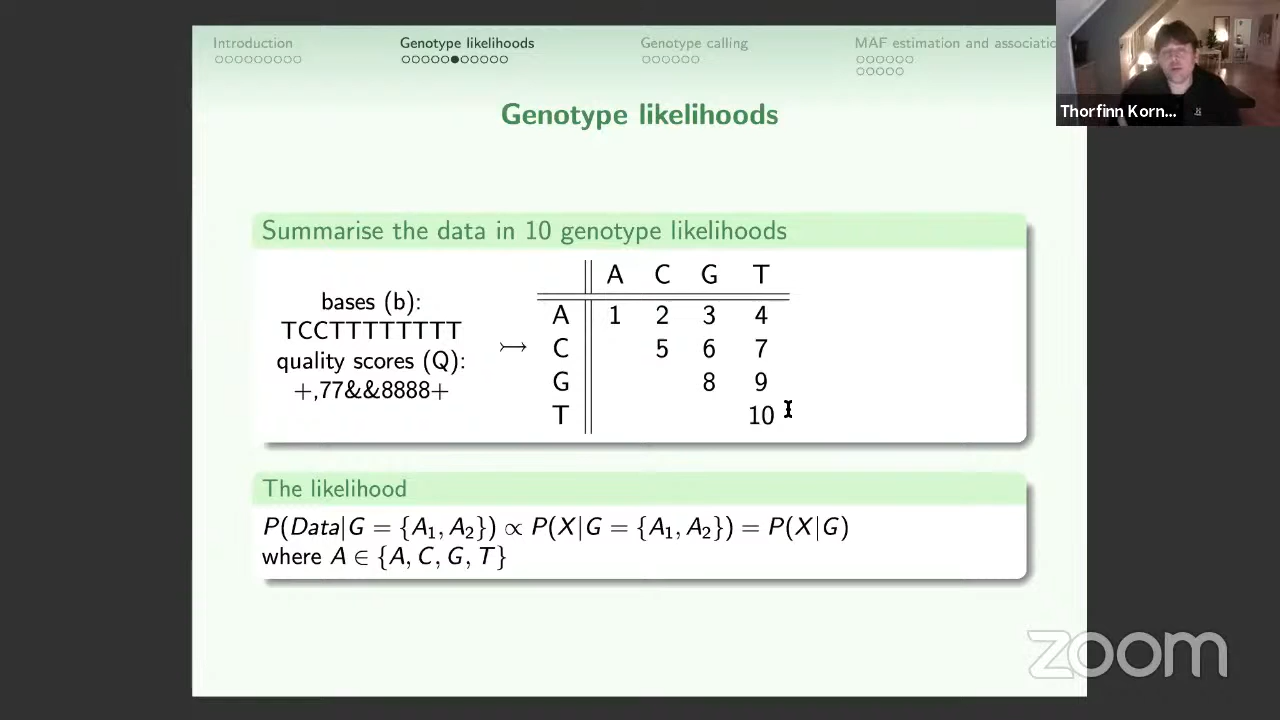 Introduction
Genotype likelihoods
Genotype calling
MAF estimation and associatio
Thorfinn Korn...
Genotype likelihoods
Summarise the data in 10 genotype likelihoods
bases (b):
TCCTTTTTTTT
quality scores (Q):
+,77&&8888+
A C G T
A 1 2 3 4
C 5 6 7
G 8 9
T 10
The likelihood
P(Data|G = {A₁, A₂}) ∝ P(X|G = {A₁, A₂}) = P(X|G)
where A ∈ {A, C, G, T}
zoom